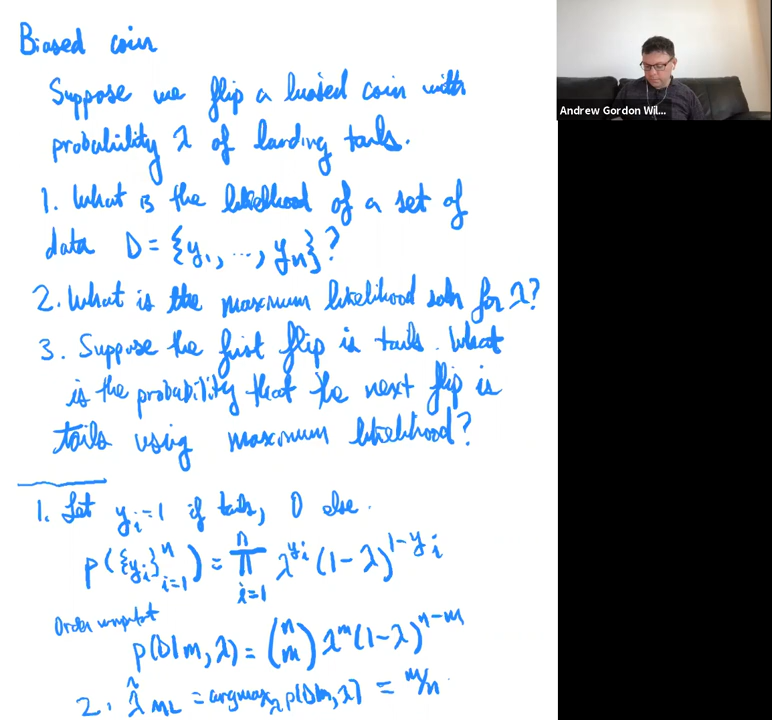 Biased coin
Suppose we flip a biased coin with
probability λ of landing tails.
1. What is the likelihood of a set of
data D = {y₁, ..., yₙ}?
2. What is the maximum likelihood soln for λ?
3. Suppose the first flip is tails. What
is the probability that the next flip is
tails using maximum likelihood?
1. Let yᵢ=1 if tails, 0 else.
p({yᵢ}ⁿᵢ₌₁) = ∏ⁿᵢ₌₁ λ^{yᵢ} (1-λ)^{1-yᵢ}
Order
p(D|m, λ) = (n m) λ^m (1-λ)^{n-m}
2. λ̂ ML = argmax_λ p(D|m, λ) = m/n.
Andrew Gordon Wil...